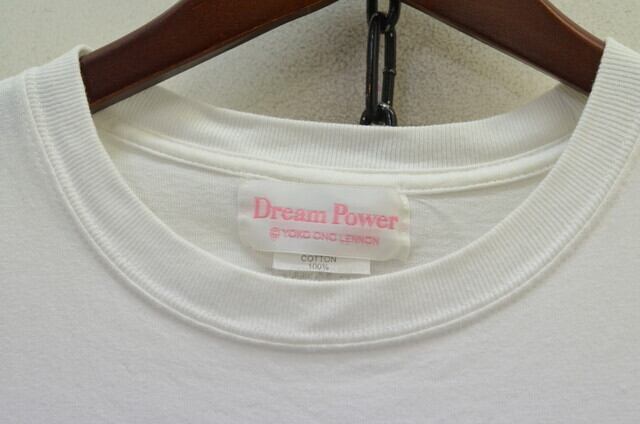 Dream Power
© YOKO ONO LENNON
COTTON
100%